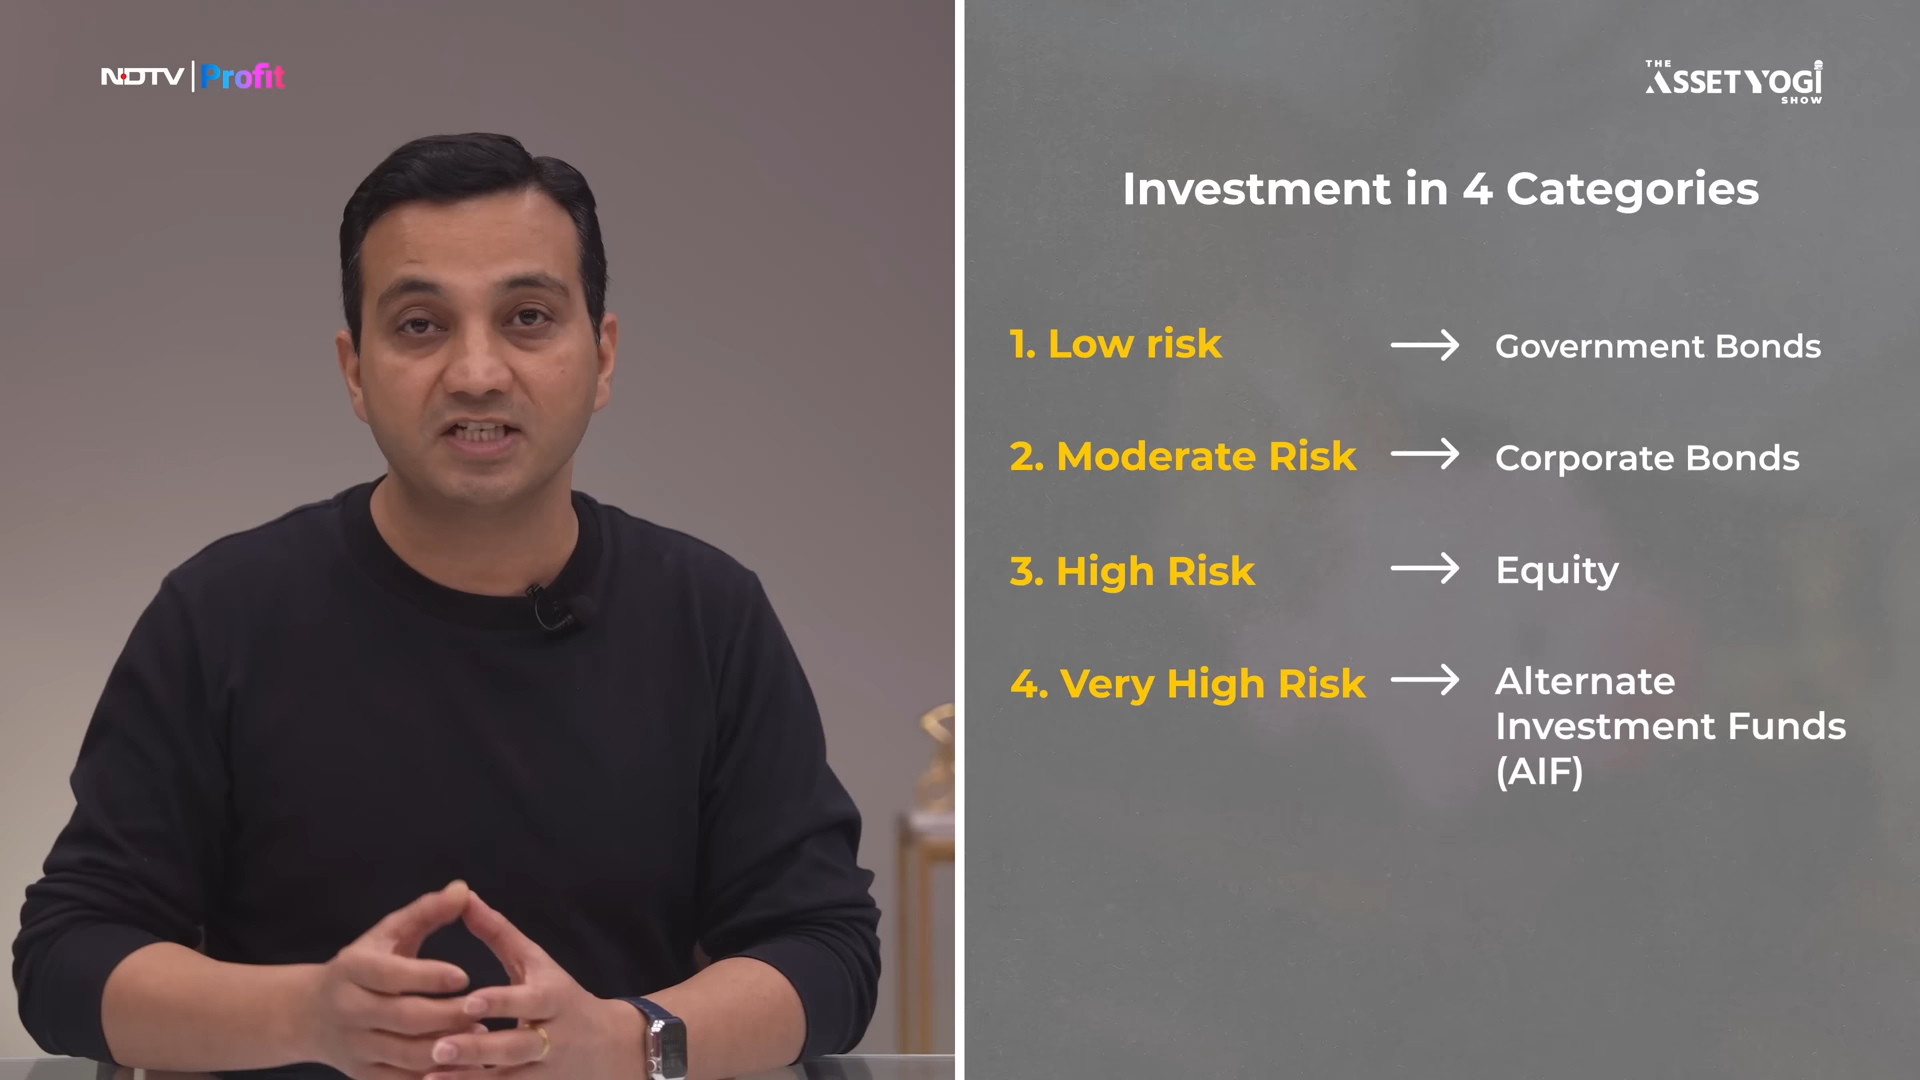 NDTV | Profit
THE
ASSET YOGI
SHOW
Investment in 4 Categories
1. Low risk → Government Bonds
2. Moderate Risk → Corporate Bonds
3. High Risk → Equity
4. Very High Risk → Alternate
Investment Funds
(AIF)